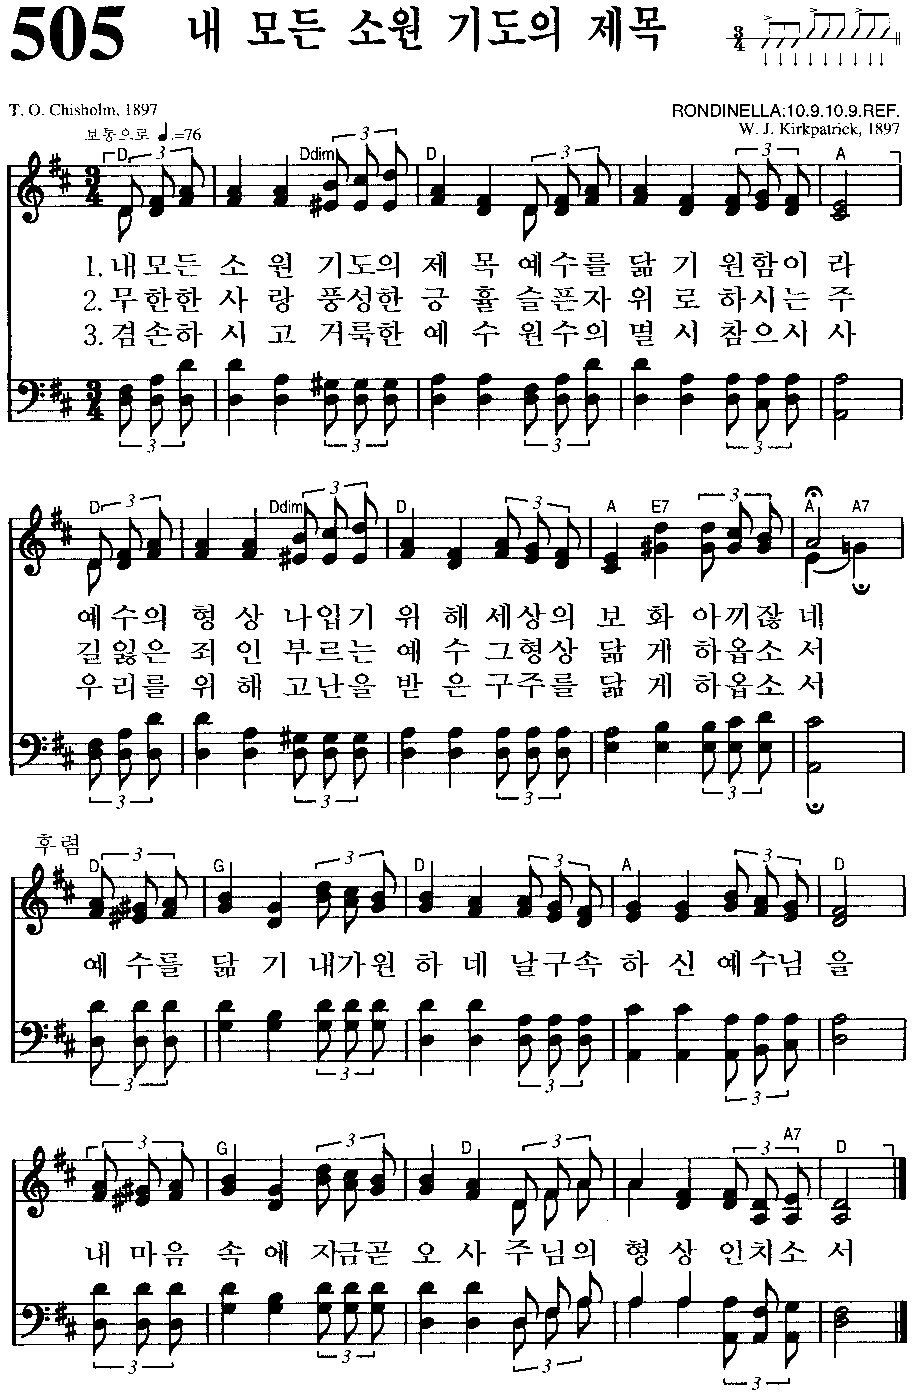 505 내 모든 소원 기도의 제목
T. O. Chisholm, 1897
RONDINELLA:10.9.10.9.REF.
보통으로 ♩.=76
W. J. Kirkpatrick, 1897
D 3 Ddim 3 D 3 3 A
3
4
1. 내모든 소 원 기도의 제 목 예수를 닮 기 원함이 라
2. 무한한 사 랑 풍성한 긍 휼 슬픈자 위 로 하시는 주
3. 겸손하 시 고 거룩한 예 수 원수의 멸 시 참으시 사
3 3 3 3
D 3 Ddim 3 D 3 A E7 3 A A7
예 수의 형 상 나입기 위 해 세상의 보 화 아끼잖 네
길 잃은 죄 인 부르는 예 수 그형상 닮 게 하옵소 서
우 리를 위 해 고난을 받 은 구주를 닮 게 하옵소 서
3 3 3 3
후렴
D 3 G 3 D 3 A 3 D
예 수를 닮 기 내가원 하 네 날구속 하 신 예수님 을
3 3 3 3
3 G 3 D 3 3 A7 D
내 마음 속 에 지금곧 오 사 주님의 형 상 인치소 서
3 3 3 3